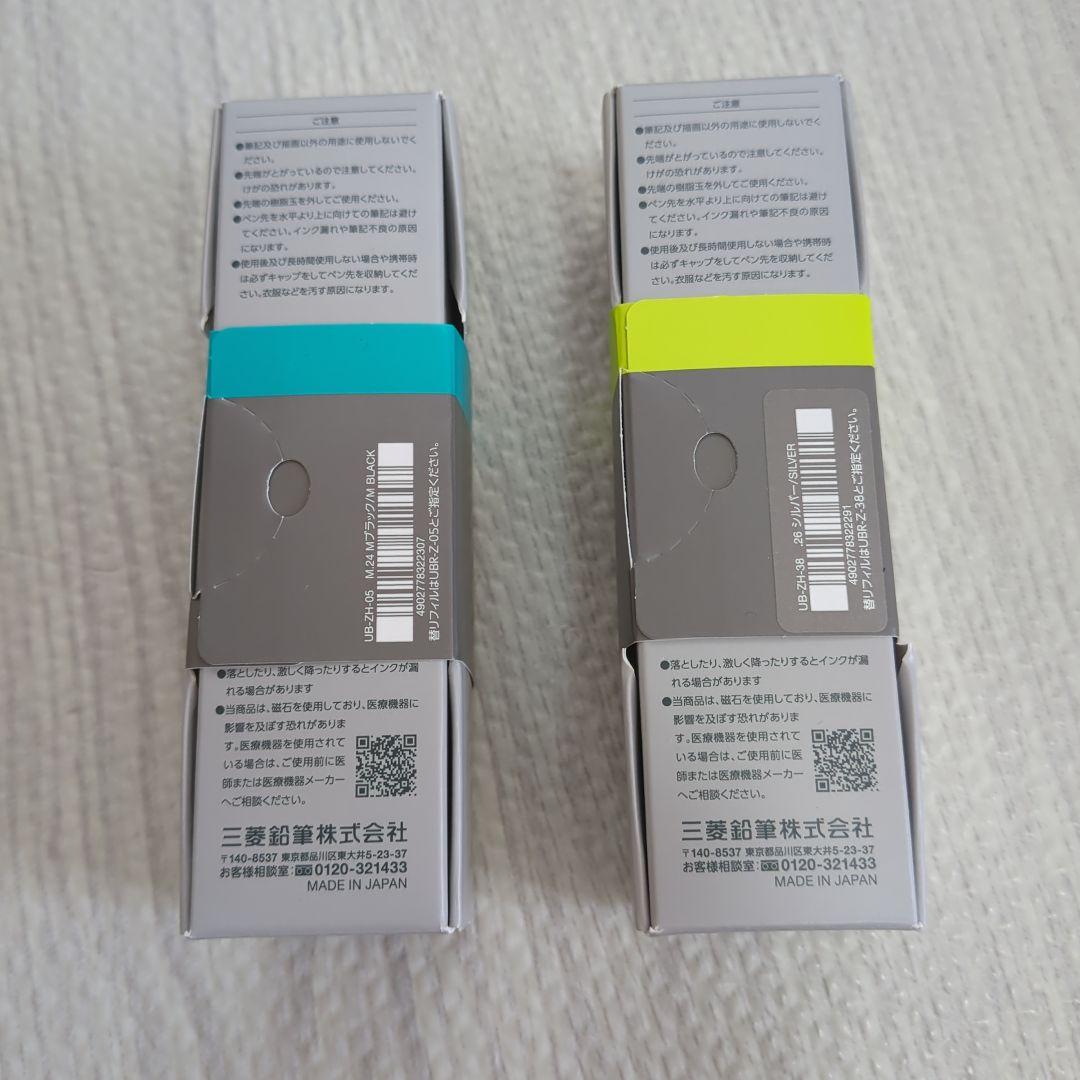 ご注意
●筆記及び描画以外の用途に使用しないでく
ださい。
●先端がとがっているので注意してください。
けがの恐れがあります。
●先端の樹脂玉を外してご使用ください。
●ペン先を水平より上に向けての筆記は避け
てください。インク漏れや筆記不良の原因
になります。
●使用後及び長時間使用しない場合や携帯時
は必ずキャップをしてペン先を収納してくだ
さい。衣服などを汚す原因になります。
UB-ZH-05 M.24 Mブラック/M BLACK
4902778322307
替リフィルはUBR-Z-05とご指定ください。
●落としたり、激しく降ったりするとインクが漏
れる場合があります
●当商品は、磁石を使用しており、医療機器に
影響を及ぼす恐れがありま
す。医療機器を使用されて
いる場合は、ご使用前に医
師または医療機器メーカー
へご相談ください。
三菱鉛筆株式会社
〒140-8537 東京都品川区東大井5-23-37
お客様相談室:0120-321433
MADE IN JAPAN
ご注意
●筆記及び描画以外の用途に使用しないでく
ださい。
●先端がとがっているので注意してください。
けがの恐れがあります。
●先端の樹脂玉を外してご使用ください。
●ペン先を水平より上に向けての筆記は避け
てください。インク漏れや筆記不良の原因
になります。
●使用後及び長時間使用しない場合や携帯時
は必ずキャップをしてペン先を収納してくだ
さい。衣服などを汚す原因になります。
UB-ZH-38 .26 シルバー/SILVER
4902778322291
替リフィルはUBR-Z-38とご指定ください。
●落としたり、激しく降ったりするとインクが漏
れる場合があります
●当商品は、磁石を使用しており、医療機器に
影響を及ぼす恐れがありま
す。医療機器を使用されて
いる場合は、ご使用前に医
師または医療機器メーカー
へご相談ください。
三菱鉛筆株式会社
〒140-8537 東京都品川区東大井5-23-37
お客様相談室:0120-321433
MADE IN JAPAN